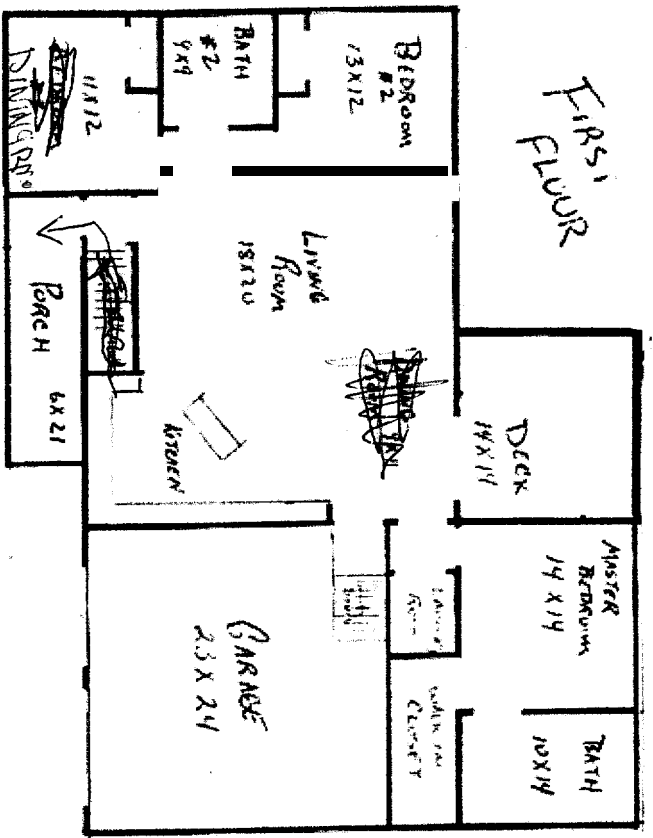 FIRST
FLOOR
BEDROOM
#2
13X12
BATH
#2
9X9
11X12
DINING RM.
LIVING
ROOM
18X20
PORCH 6X21
KITCHEN
DECK
14X14
MASTER
BEDROOM
14X14
BATH
10X14
WALK IN
CLOSET
GARAGE
23X24